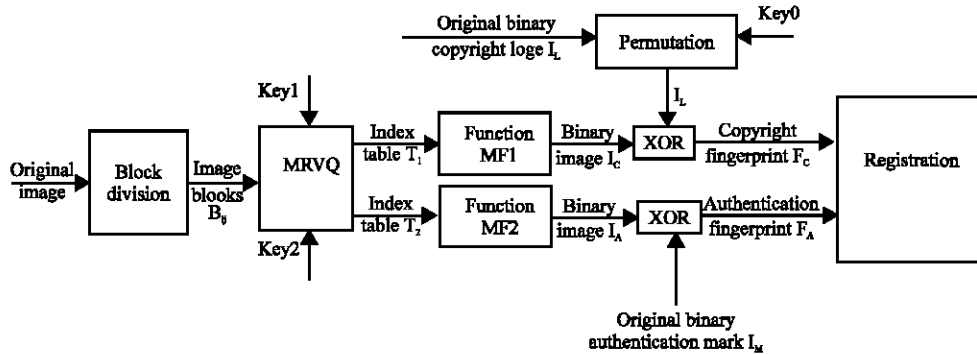 Original binary
copyright loge I_L
Key0
Permutation
I_L
Key1
Original
image
Block
division
Image
blooks
B_ij
MRVQ
Index
table T_1
Function
MF1
Binary
image I_C
XOR
Copyright
fingerprint F_C
Registration
Index
table T_2
Function
MF2
Binary
image I_A
XOR
Authentication
fingerprint F_A
Key2
Original binary
authentication mark I_M